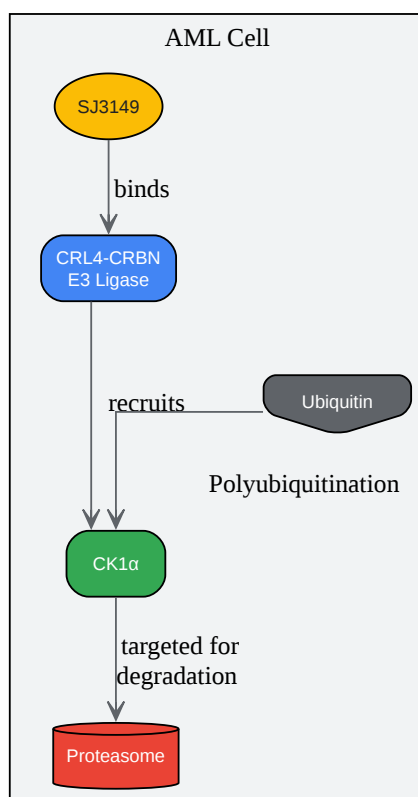 AML Cell
SJ3149
binds
CRL4-CRBN
E3 Ligase
recruits
Ubiquitin
Polyubiquitination
CK1α
targeted for
degradation
Proteasome